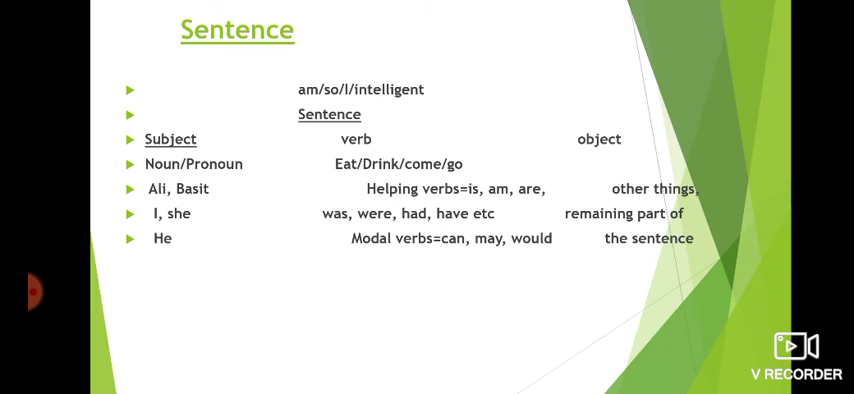 Sentence
am/so/I/intelligent
Sentence
Subject verb object
Noun/Pronoun Eat/Drink/come/go
Ali, Basit Helping verbs=is, am, are, other things,
I, she was, were, had, have etc remaining part of
He Modal verbs=can, may, would the sentence
V RECORDER